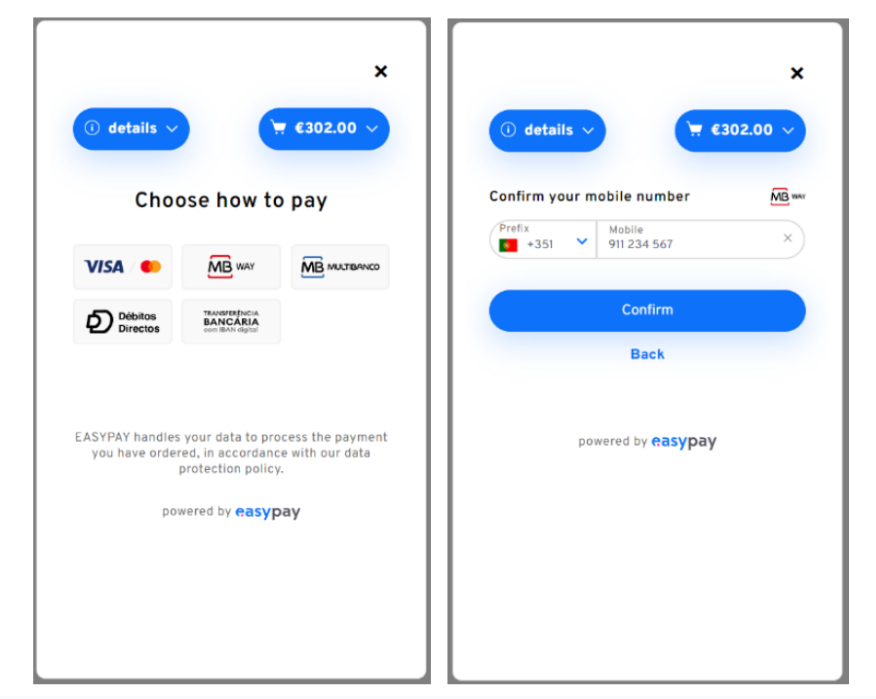 details
€302.00
Choose how to pay
VISA
MB WAY
MB MULTIBANCO
Débitos
Directos
TRANSFERÊNCIA
BANCÁRIA
com IBAN digital
EASYPAY handles your data to process the payment
you have ordered, in accordance with our data
protection policy.
powered by easypay
details
€302.00
Confirm your mobile number
MB WAY
Prefix
+351
Mobile
911 234 567
Confirm
Back
powered by easypay